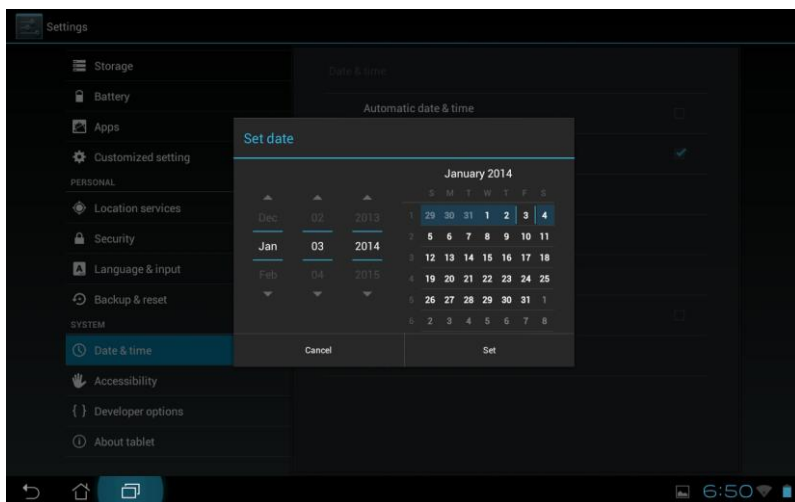 Settings
Storage
Battery
Apps
Customized setting
PERSONAL
Location services
Security
Language & input
Backup & reset
SYSTEM
Date & time
Accessibility
{ } Developer options
About tablet
Date & time
Automatic date & time
Set date
Dec 02 2013
Jan 03 2014
Feb 04 2015
January 2014
S M T W T F S
1 29 30 31 1 2 3 4
2 5 6 7 8 9 10 11
3 12 13 14 15 16 17 18
4 19 20 21 22 23 24 25
5 26 27 28 29 30 31 1
6 2 3 4 5 6 7 8
Cancel Set
6:50